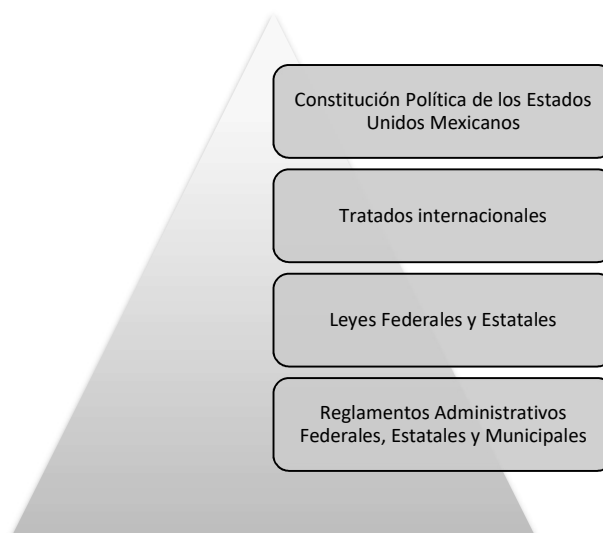 Constitución Política de los Estados
Unidos Mexicanos
Tratados internacionales
Leyes Federales y Estatales
Reglamentos Administrativos
Federales, Estatales y Municipales